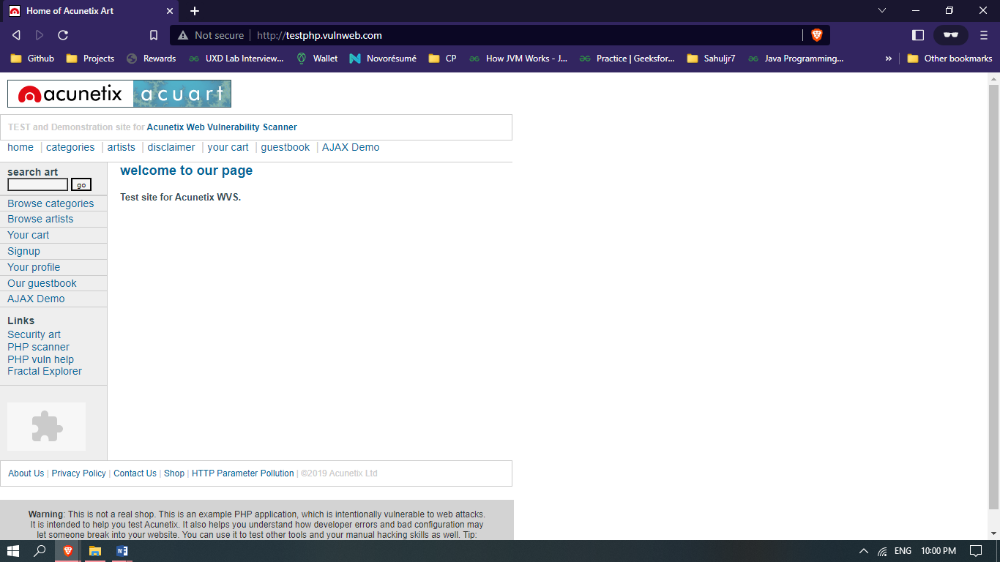 Home of Acunetix Art
Not secure http://testphp.vulnweb.com
Github Projects Rewards UXD Lab Interview... Wallet Novorésumé CP How JVM Works - J... Practice | Geeksfor... Sahuljr7 Java Programming... » Other bookmarks
acunetix acuart
TEST and Demonstration site for Acunetix Web Vulnerability Scanner
home | categories | artists | disclaimer | your cart | guestbook | AJAX Demo
search art
go
Browse categories
Browse artists
Your cart
Signup
Your profile
Our guestbook
AJAX Demo
Links
Security art
PHP scanner
PHP vuln help
Fractal Explorer
welcome to our page
Test site for Acunetix WVS.
About Us | Privacy Policy | Contact Us | Shop | HTTP Parameter Pollution | ©2019 Acunetix Ltd
Warning: This is not a real shop. This is an example PHP application, which is intentionally vulnerable to web attacks.
It is intended to help you test Acunetix. It also helps you understand how developer errors and bad configuration may
let someone break into your website. You can use it to test other tools and your manual hacking skills as well. Tip:
ENG 10:00 PM